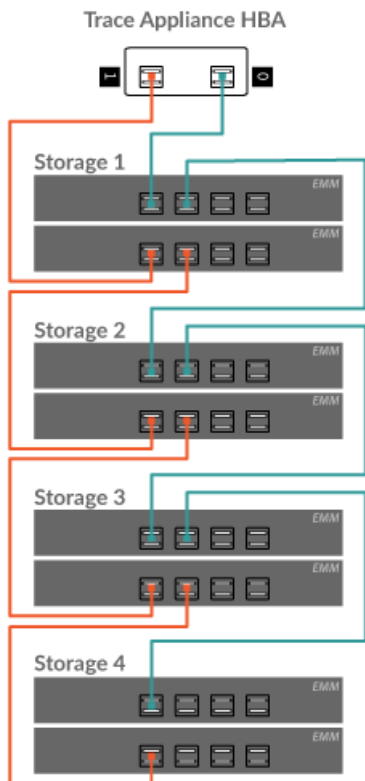 Trace Appliance HBA
1
0
Storage 1
EMM
EMM
Storage 2
EMM
EMM
Storage 3
EMM
EMM
Storage 4
EMM
EMM